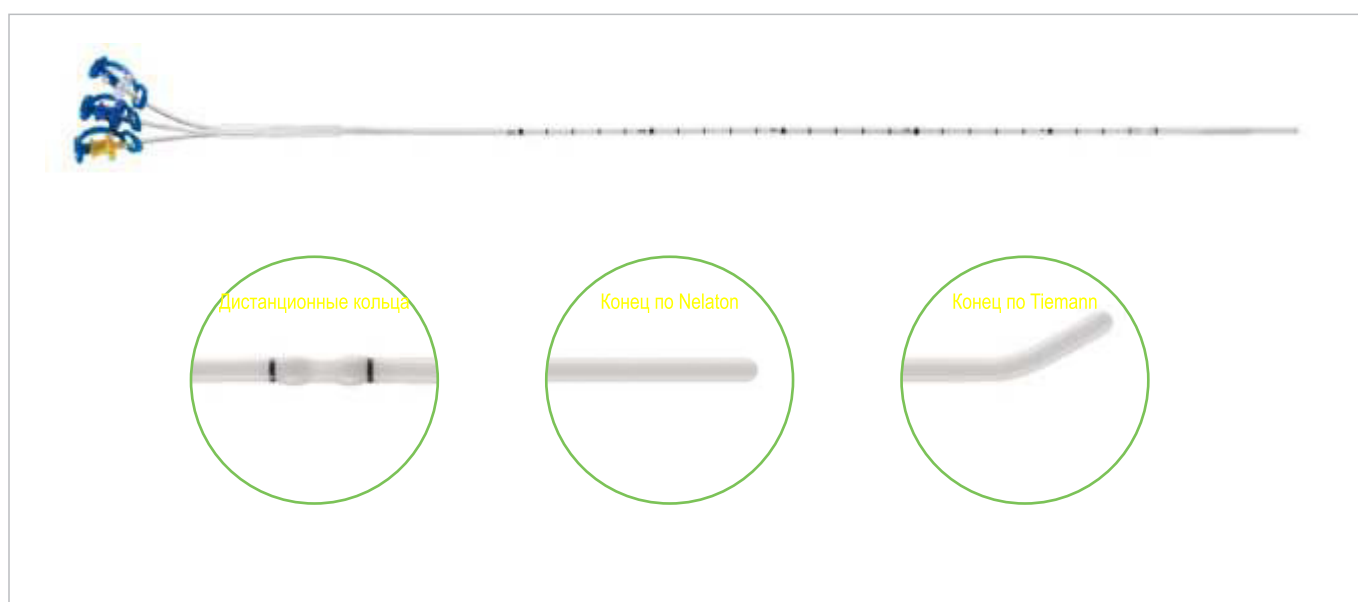 Дистанционные кольца
Конец по Nelaton
Конец по Tiemann